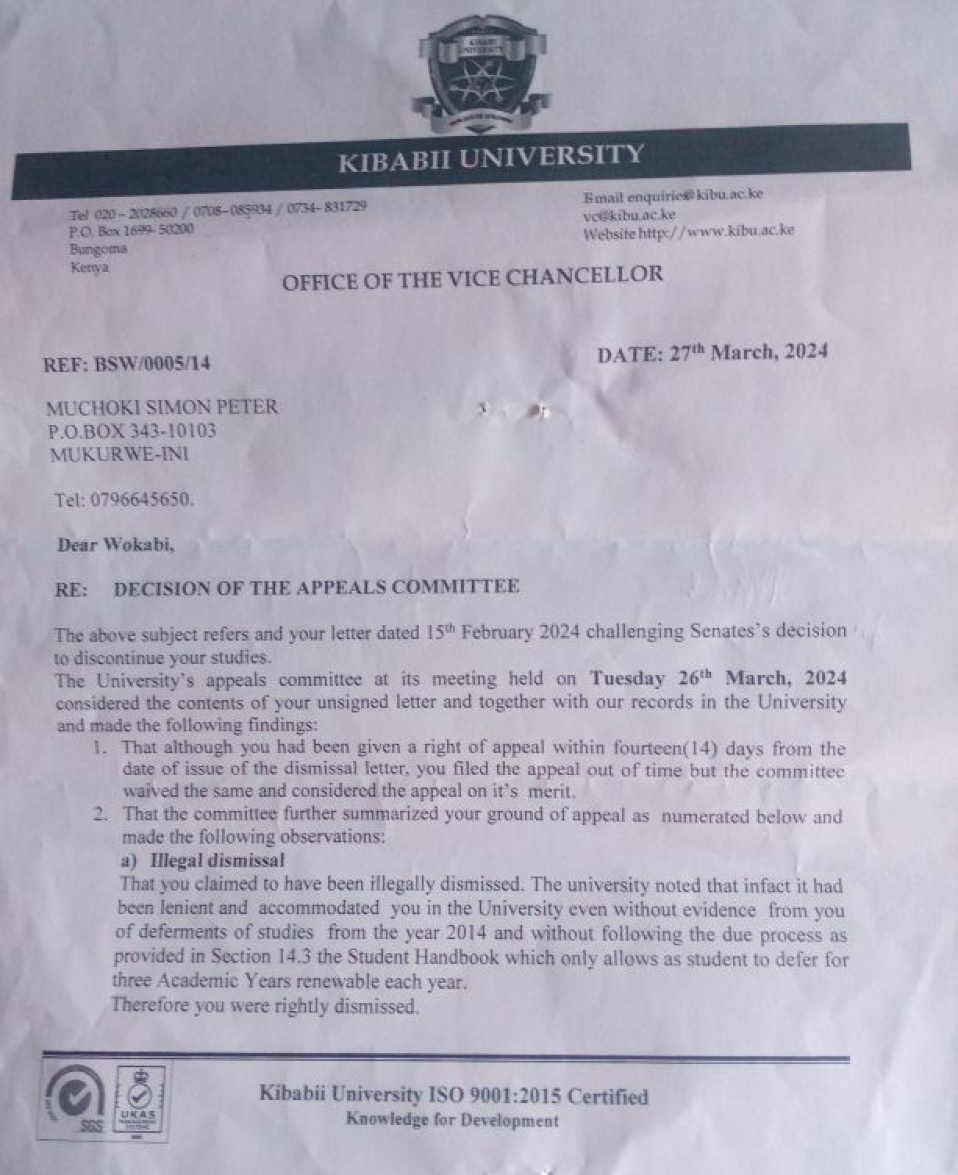 KIBABII UNIVERSITY
KIBABII UNIVERSITY
Tel 020 – 2028660 / 0708–085934 / 0734- 831729
P.O. Box 1699- 50200
Bungoma
Kenya
Email enquirie@kibu.ac.ke
vc@kibu.ac.ke
Website http://www.kibu.ac.ke
OFFICE OF THE VICE CHANCELLOR
REF: BSW/0005/14
DATE: 27th March, 2024
MUCHOKI SIMON PETER
P.O.BOX 343-10103
MUKURWE-INI
Tel: 0796645650.
Dear Wokabi,
RE: DECISION OF THE APPEALS COMMITTEE
The above subject refers and your letter dated 15th February 2024 challenging Senates's decision
to discontinue your studies.
The University's appeals committee at its meeting held on Tuesday 26th March, 2024
considered the contents of your unsigned letter and together with our records in the University
and made the following findings:
1. That although you had been given a right of appeal within fourteen(14) days from the
date of issue of the dismissal letter, you filed the appeal out of time but the committee
waived the same and considered the appeal on it's merit.
2. That the committee further summarized your ground of appeal as numerated below and
made the following observations:
a) Illegal dismissal
That you claimed to have been illegally dismissed. The university noted that infact it had
been lenient and accommodated you in the University even without evidence from you
of deferments of studies from the year 2014 and without following the due process as
provided in Section 14.3 the Student Handbook which only allows as student to defer for
three Academic Years renewable each year.
Therefore you were rightly dismissed.
SGS
UKAS
MANAGEMENT
SYSTEMS
Kibabii University ISO 9001:2015 Certified
Knowledge for Development